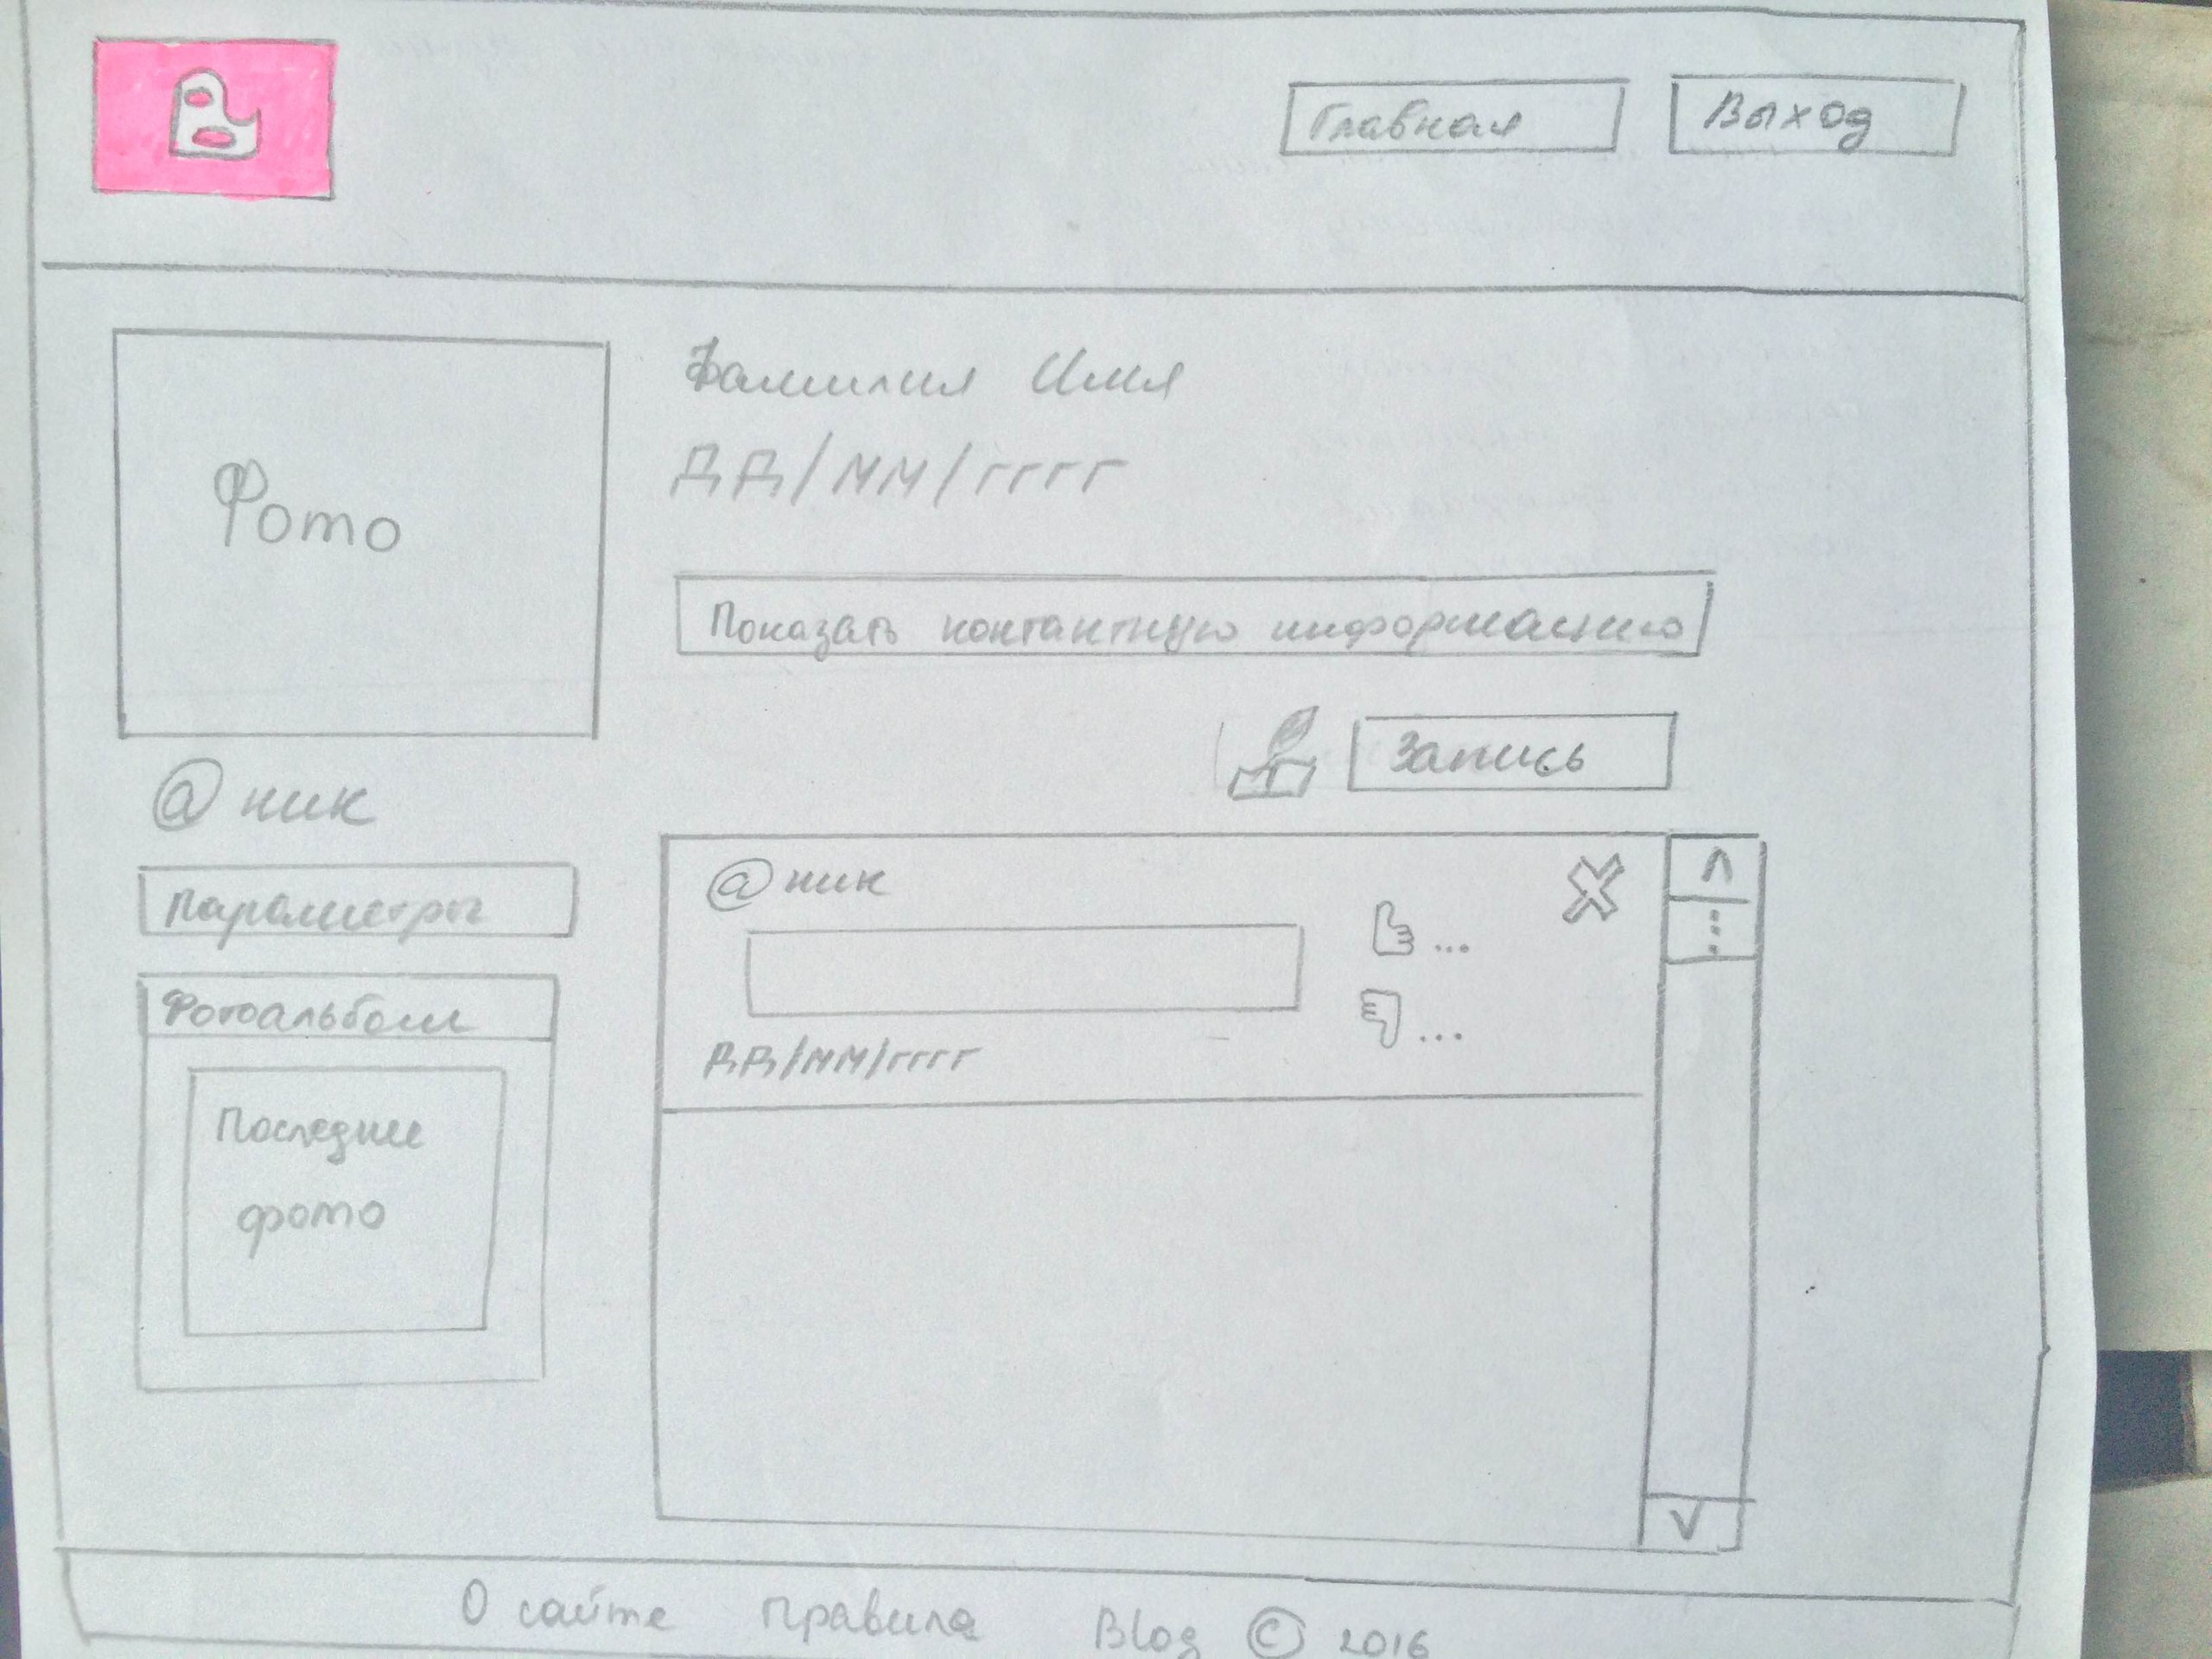 B
Главная
Выход
Фамилия Имя
ДД/ММ/гггг
Фото
Показать контактную информацию
Запись
@ ник
Параметры
Фотоальбом
Последнее
фото
@ ник
...
...
ДД/ММ/гггг
О сайте Правила Blog © 2016